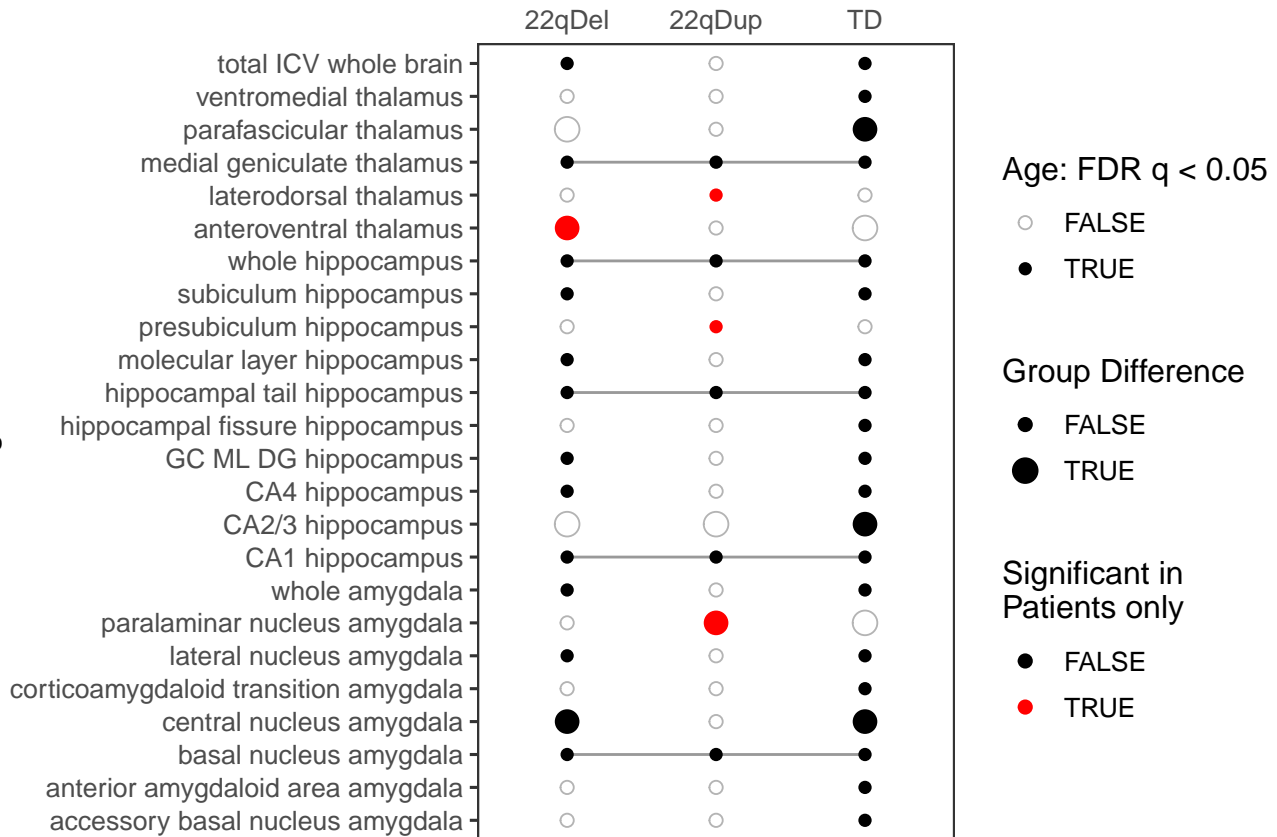 22qDel 22qDup TD
total ICV whole brain
ventromedial thalamus
parafascicular thalamus
medial geniculate thalamus
laterodorsal thalamus
anteroventral thalamus
whole hippocampus
subiculum hippocampus
presubiculum hippocampus
molecular layer hippocampus
hippocampal tail hippocampus
hippocampal fissure hippocampus
GC ML DG hippocampus
CA4 hippocampus
CA2/3 hippocampus
CA1 hippocampus
whole amygdala
paralaminar nucleus amygdala
lateral nucleus amygdala
corticoamygdaloid transition amygdala
central nucleus amygdala
basal nucleus amygdala
anterior amygdaloid area amygdala
accessory basal nucleus amygdala
Age: FDR q < 0.05
FALSE
TRUE
Group Difference
FALSE
TRUE
Significant in
Patients only
FALSE
TRUE